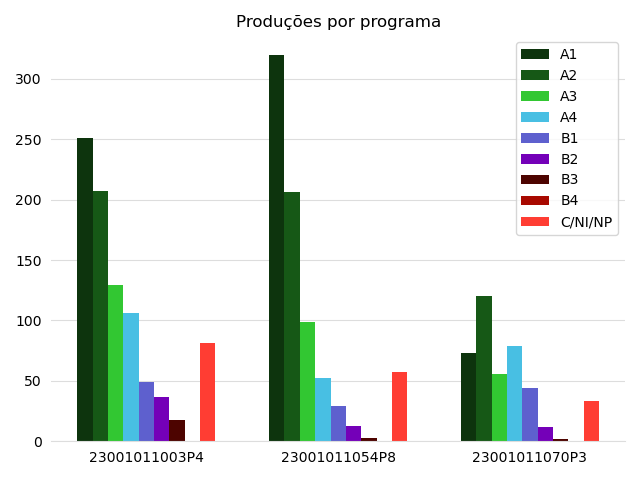 Produções por programa
A1
A2
A3
A4
B1
B2
B3
B4
C/NI/NP
300
250
200
150
100
50
0
23001011003P4 23001011054P8 23001011070P3